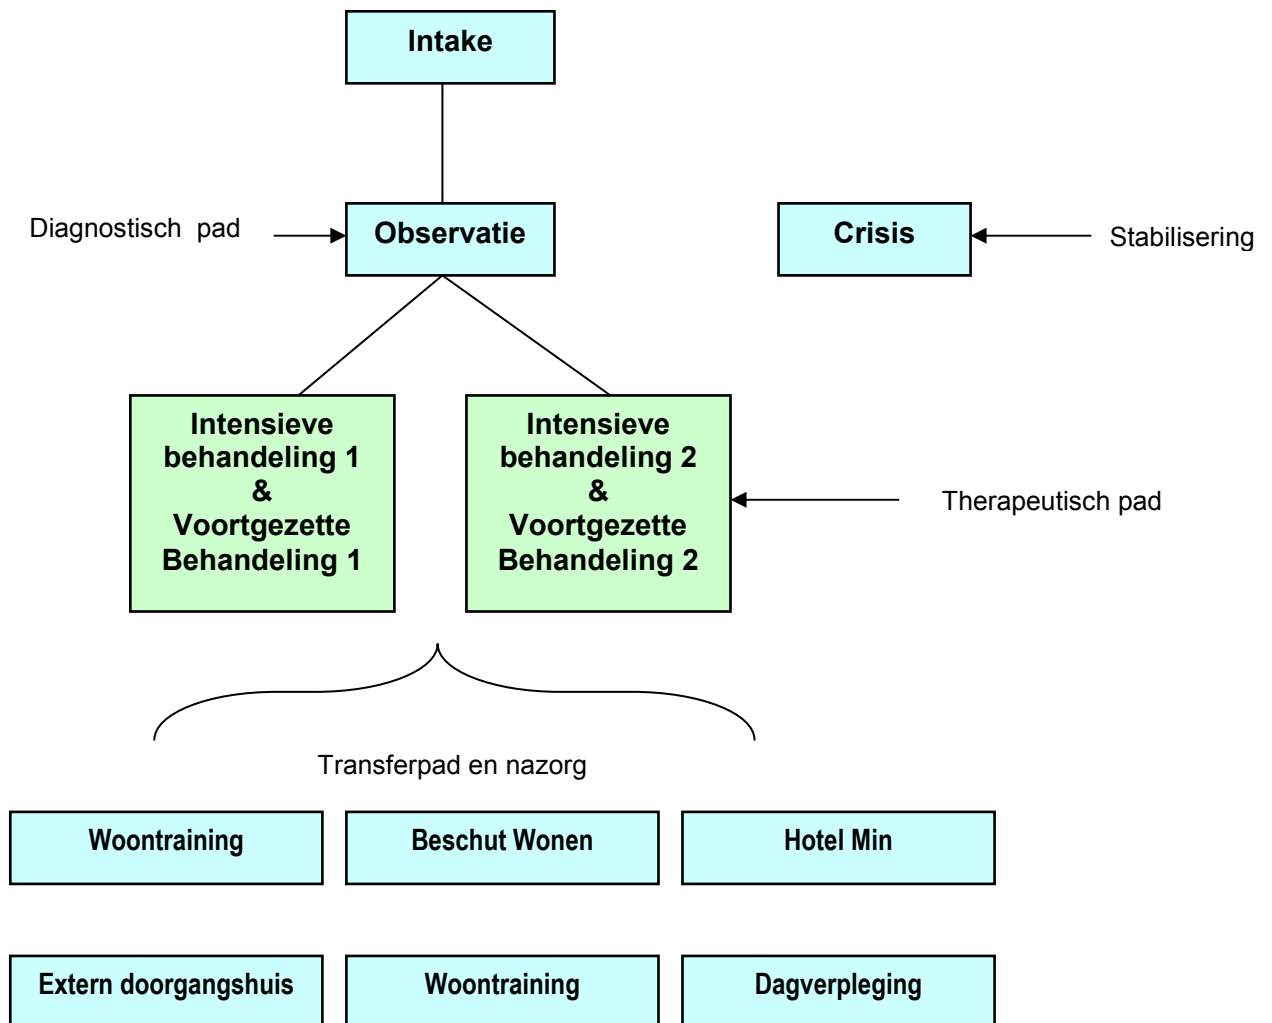 Intake
Diagnostisch pad
Observatie
Crisis
Stabilisering
Intensieve
behandeling 1
&
Voortgezette
Behandeling 1
Intensieve
behandeling 2
&
Voortgezette
Behandeling 2
Therapeutisch pad
Transferpad en nazorg
Woontraining
Beschut Wonen
Hotel Min
Extern doorgangshuis
Woontraining
Dagverpleging